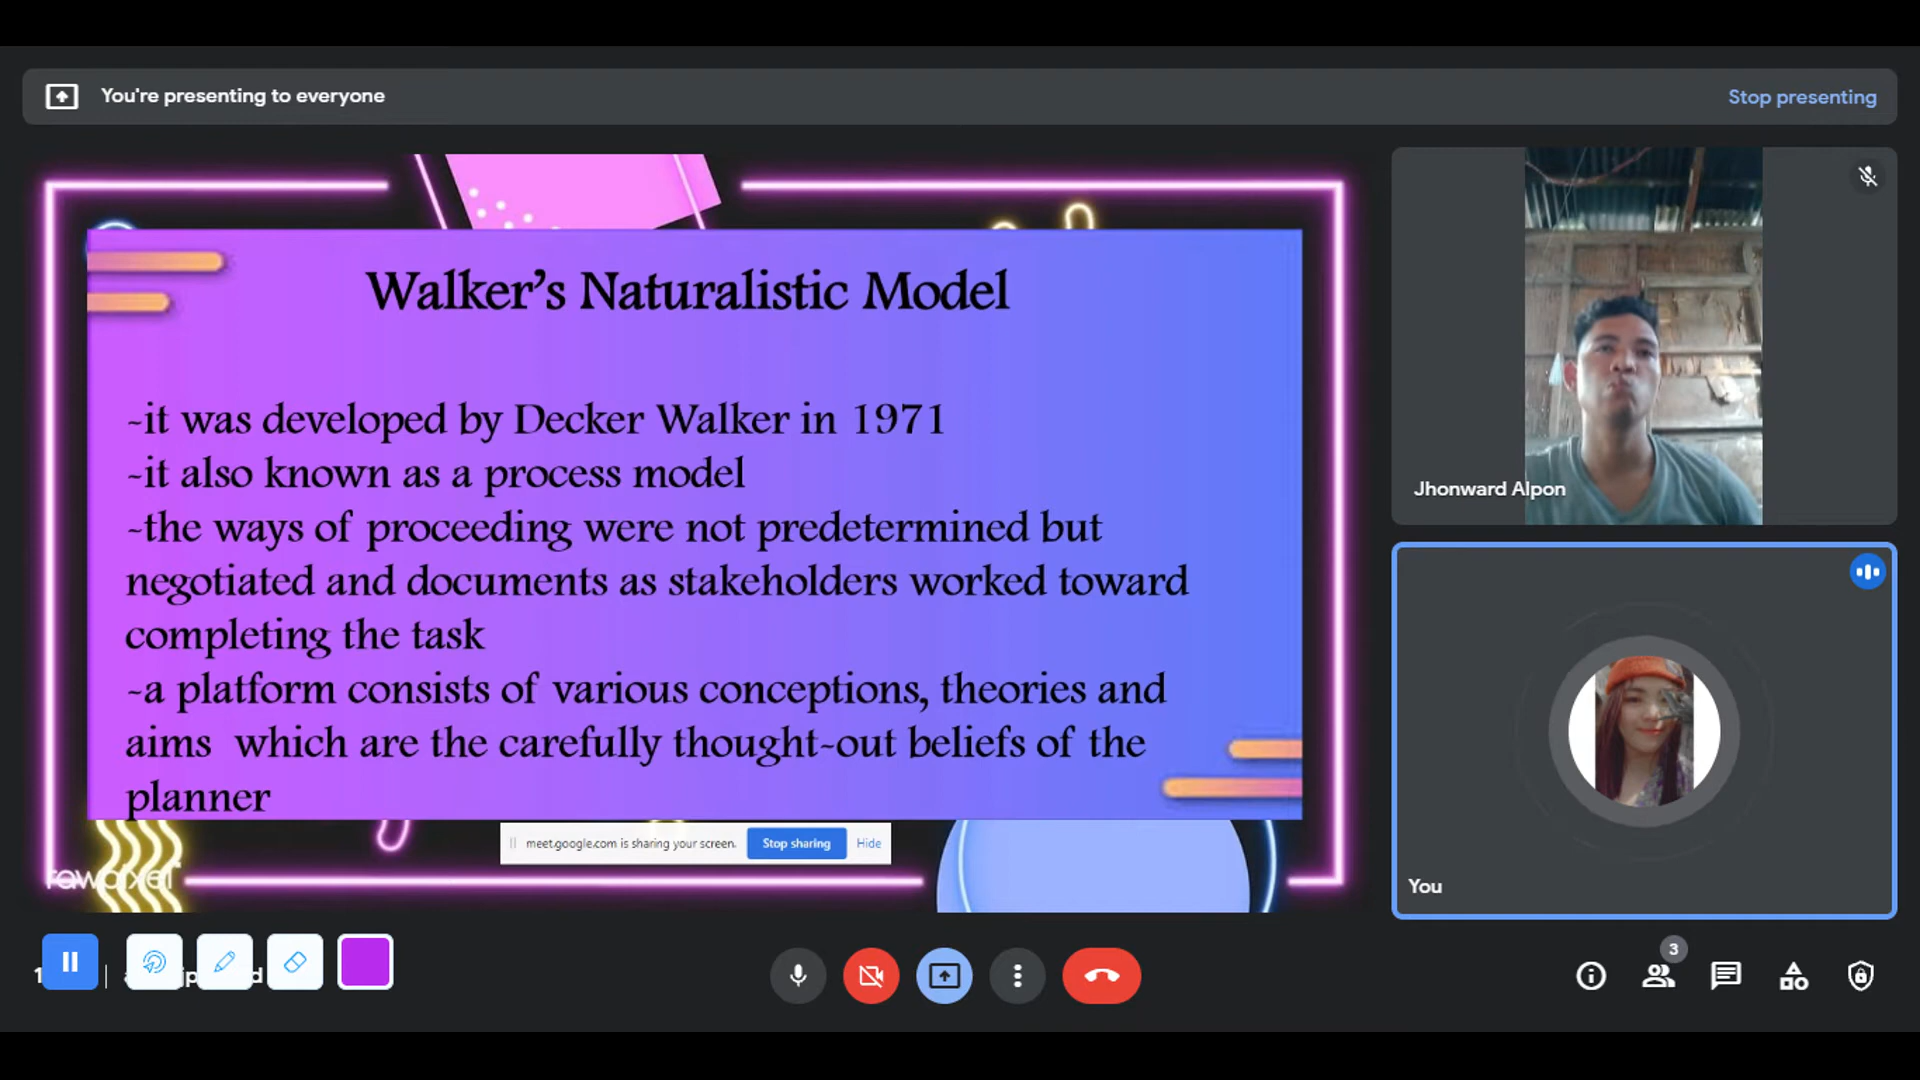 You're presenting to everyone
Stop presenting
Walker's Naturalistic Model
-it was developed by Decker Walker in 1971
-it also known as a process model
-the ways of proceeding were not predetermined but
negotiated and documents as stakeholders worked toward
completing the task
-a platform consists of various conceptions, theories and
aims which are the carefully thought-out beliefs of the
planner
meet.google.com is sharing your screen.
Stop sharing
Hide
rawpixel
Jhonward Alpon
You
3